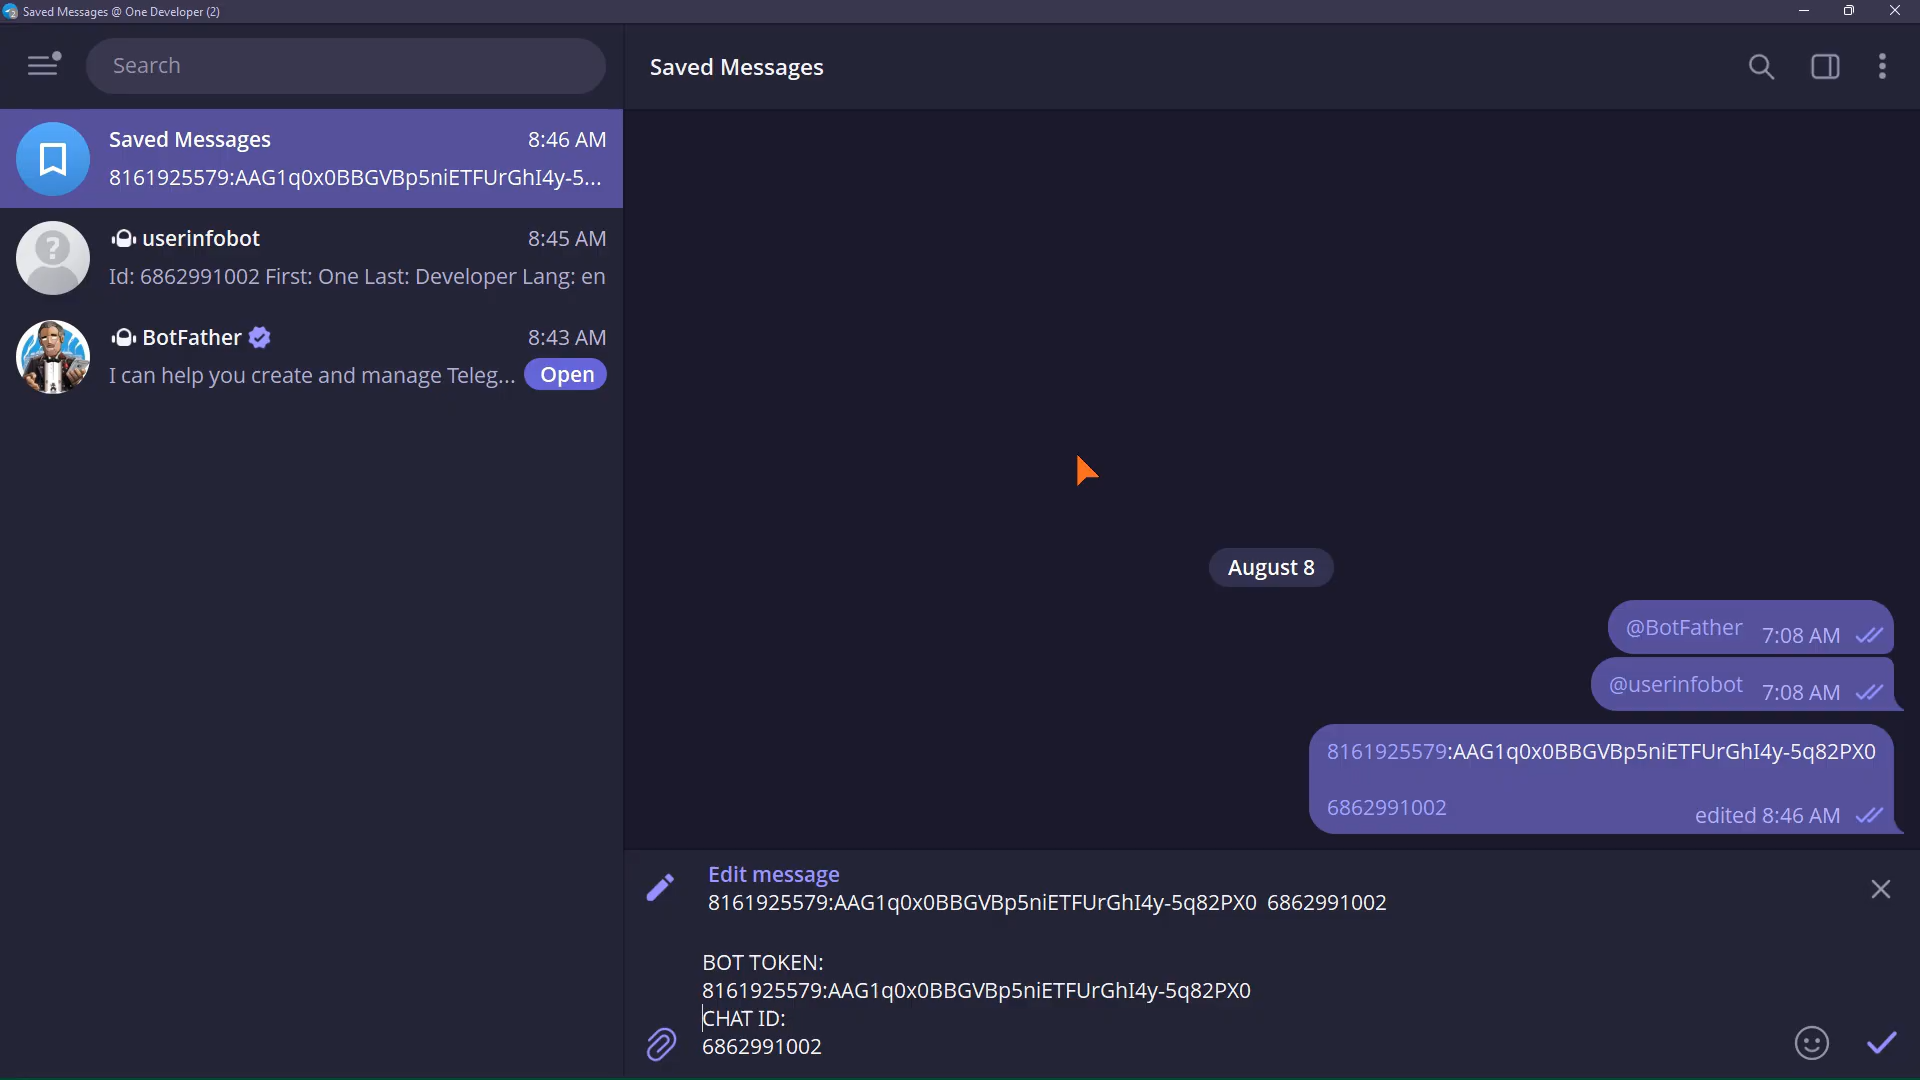 Saved Messages @ One Developer (2)
Search
Saved Messages
Saved Messages 8:46 AM
8161925579:AAG1q0x0BBGVBp5niETFUrGhI4y-5...
userinfobot 8:45 AM
Id: 6862991002 First: One Last: Developer Lang: en
BotFather 8:43 AM
I can help you create and manage Teleg... Open
August 8
@BotFather 7:08 AM
@userinfobot 7:08 AM
8161925579:AAG1q0x0BBGVBp5niETFUrGhI4y-5q82PX0
6862991002 edited 8:46 AM
Edit message
8161925579:AAG1q0x0BBGVBp5niETFUrGhI4y-5q82PX0 6862991002
BOT TOKEN:
8161925579:AAG1q0x0BBGVBp5niETFUrGhI4y-5q82PX0
CHAT ID:
6862991002